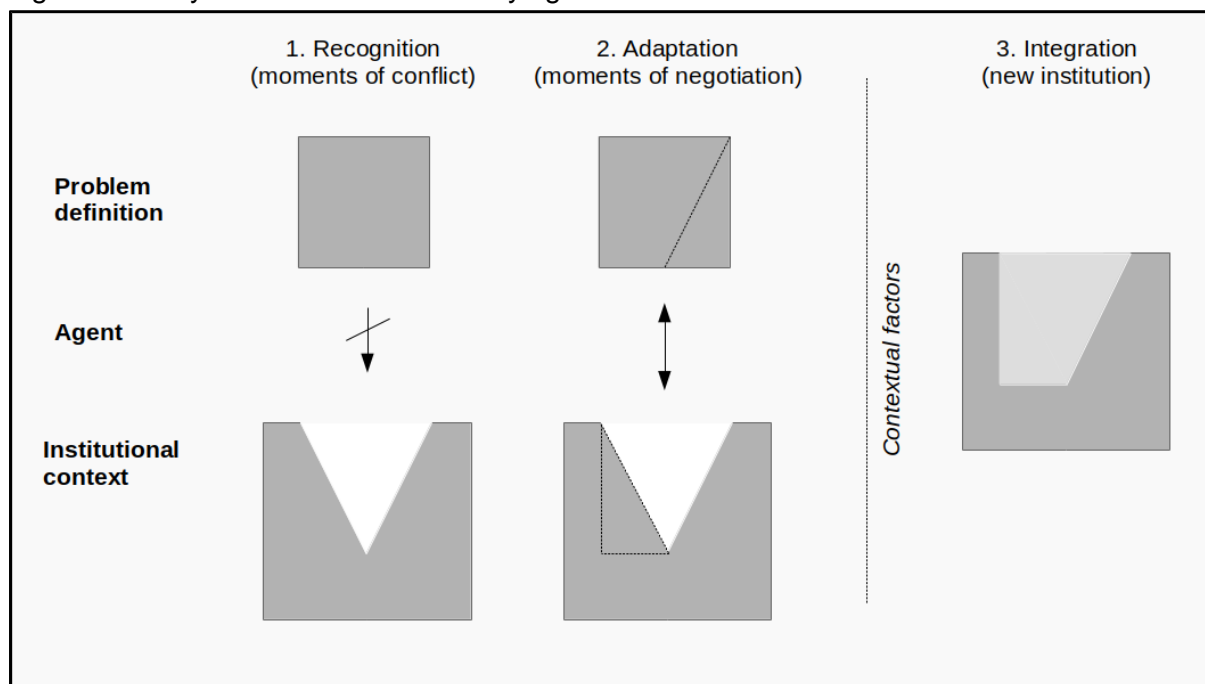 1. Recognition
(moments of conflict)
2. Adaptation
(moments of negotiation)
3. Integration
(new institution)
Problem
definition
Agent
Institutional
context
Contextual factors